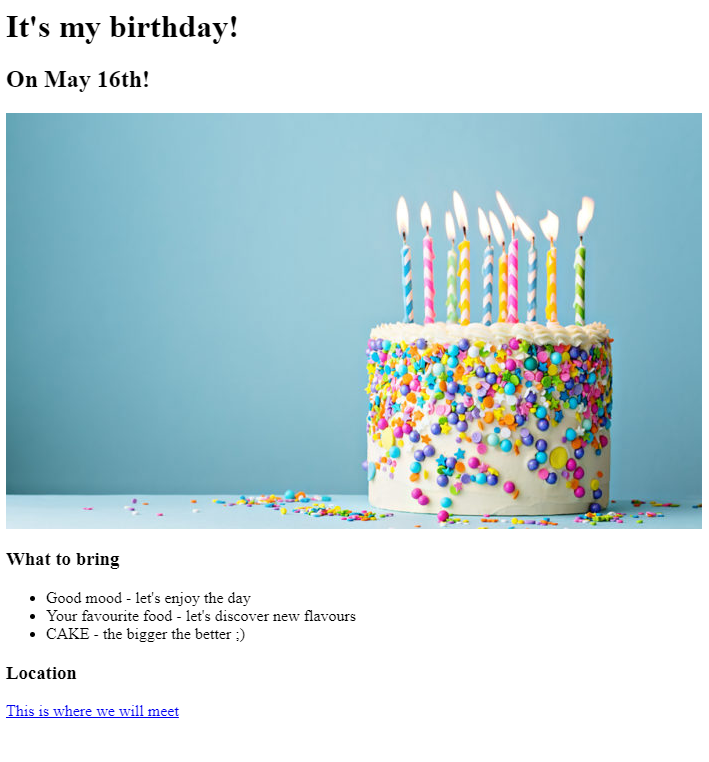 It's my birthday!
On May 16th!
What to bring
Good mood - let's enjoy the day
Your favourite food - let's discover new flavours
CAKE - the bigger the better ;)
Location
This is where we will meet